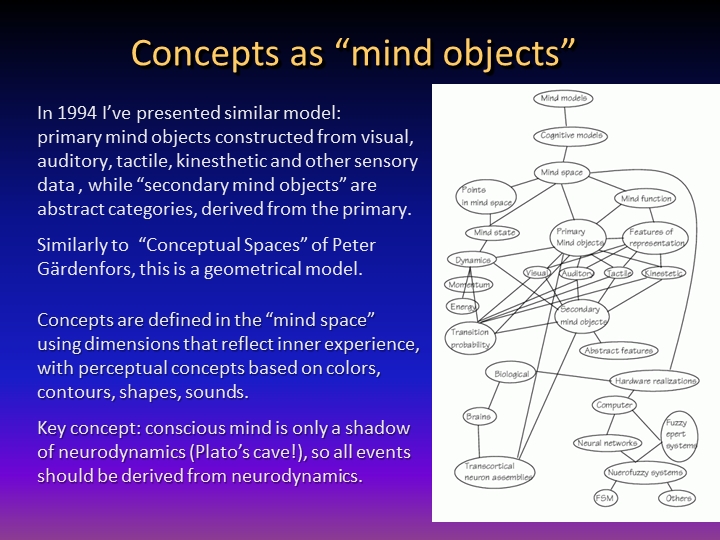 Concepts as “mind objects”
In 1994 I’ve presented similar model:
primary mind objects constructed from visual,
auditory, tactile, kinesthetic and other sensory
data , while “secondary mind objects” are
abstract categories, derived from the primary.
Similarly to “Conceptual Spaces” of Peter
Gärdenfors, this is a geometrical model.
Concepts are defined in the “mind space”
using dimensions that reflect inner experience,
with perceptual concepts based on colors,
contours, shapes, sounds.
Key concept: conscious mind is only a shadow
of neurodynamics (Plato’s cave!), so all events
should be derived from neurodynamics.
Mind models
Cognitive models
Mind space
Points
in mind space
Mind function
Mind state
Primary
Mind objects
Features of
representation
Dynamics
Visual
Auditory
Tactile
Kinestetic
Momentum
Energy
Secondary
mind objects
Transition
probability
Abstract features
Biological
Hardware realizations
Computer
Brains
Fuzzy
epert
systems
Neural networks
Transcortical
neuron assemblies
Nuerofuzzy systems
FSM
Others